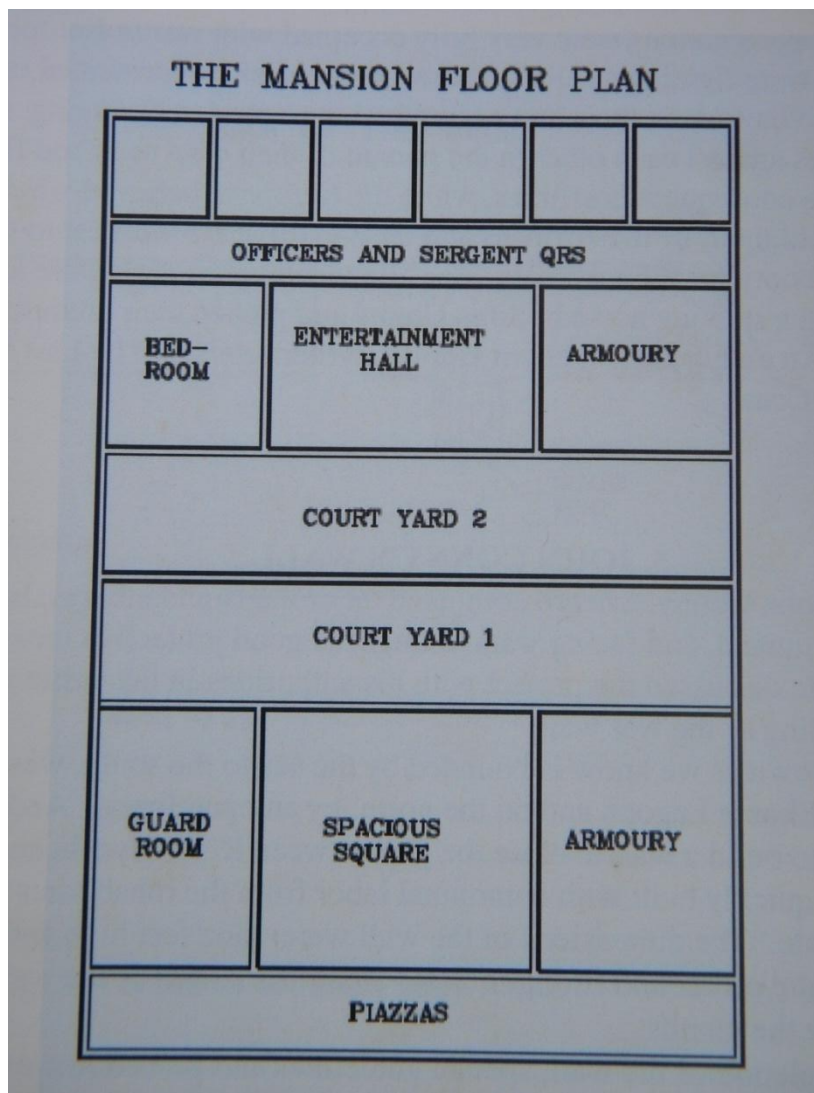 THE MANSION FLOOR PLAN
OFFICERS AND SERGENT QRS
BED-
ROOM
ENTERTAINMENT
HALL
ARMOURY
COURT YARD 2
COURT YARD 1
GUARD
ROOM
SPACIOUS
SQUARE
ARMOURY
PIAZZAS